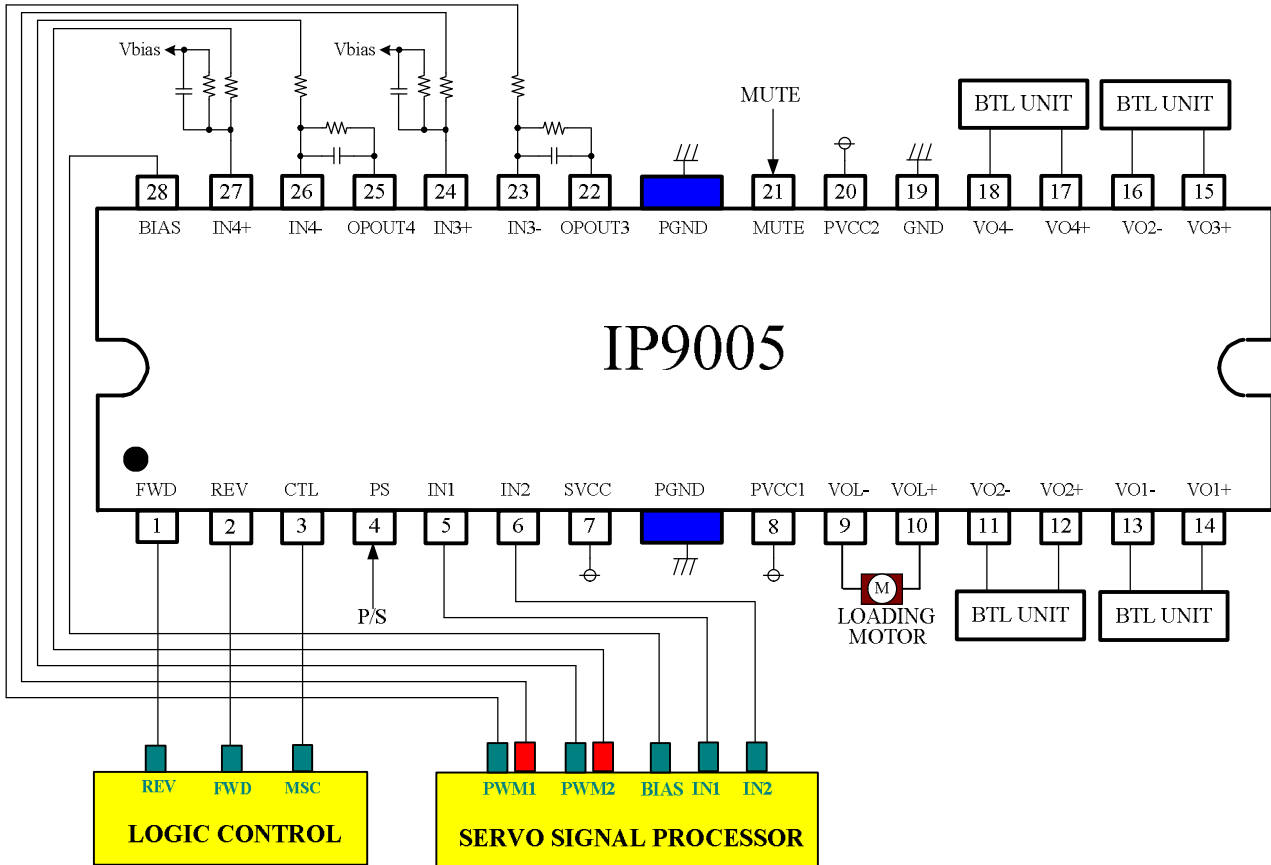 Vbias
Vbias
MUTE
BTL UNIT
BTL UNIT
28 27 26 25 24 23 22 21 20 19 18 17 16 15
BIAS IN4+ IN4- OPOUT4 IN3+ IN3- OPOUT3 PGND MUTE PVCC2 GND VO4- VO4+ VO2- VO3+
IP9005
FWD REV CTL PS IN1 IN2 SVCC PGND PVCC1 VOL- VOL+ VO2- VO2+ VO1- VO1+
1 2 3 4 5 6 7 8 9 10 11 12 13 14
P/S
M
LOADING
MOTOR
BTL UNIT
BTL UNIT
REV FWD MSC
LOGIC CONTROL
PWM1 PWM2 BIAS IN1 IN2
SERVO SIGNAL PROCESSOR